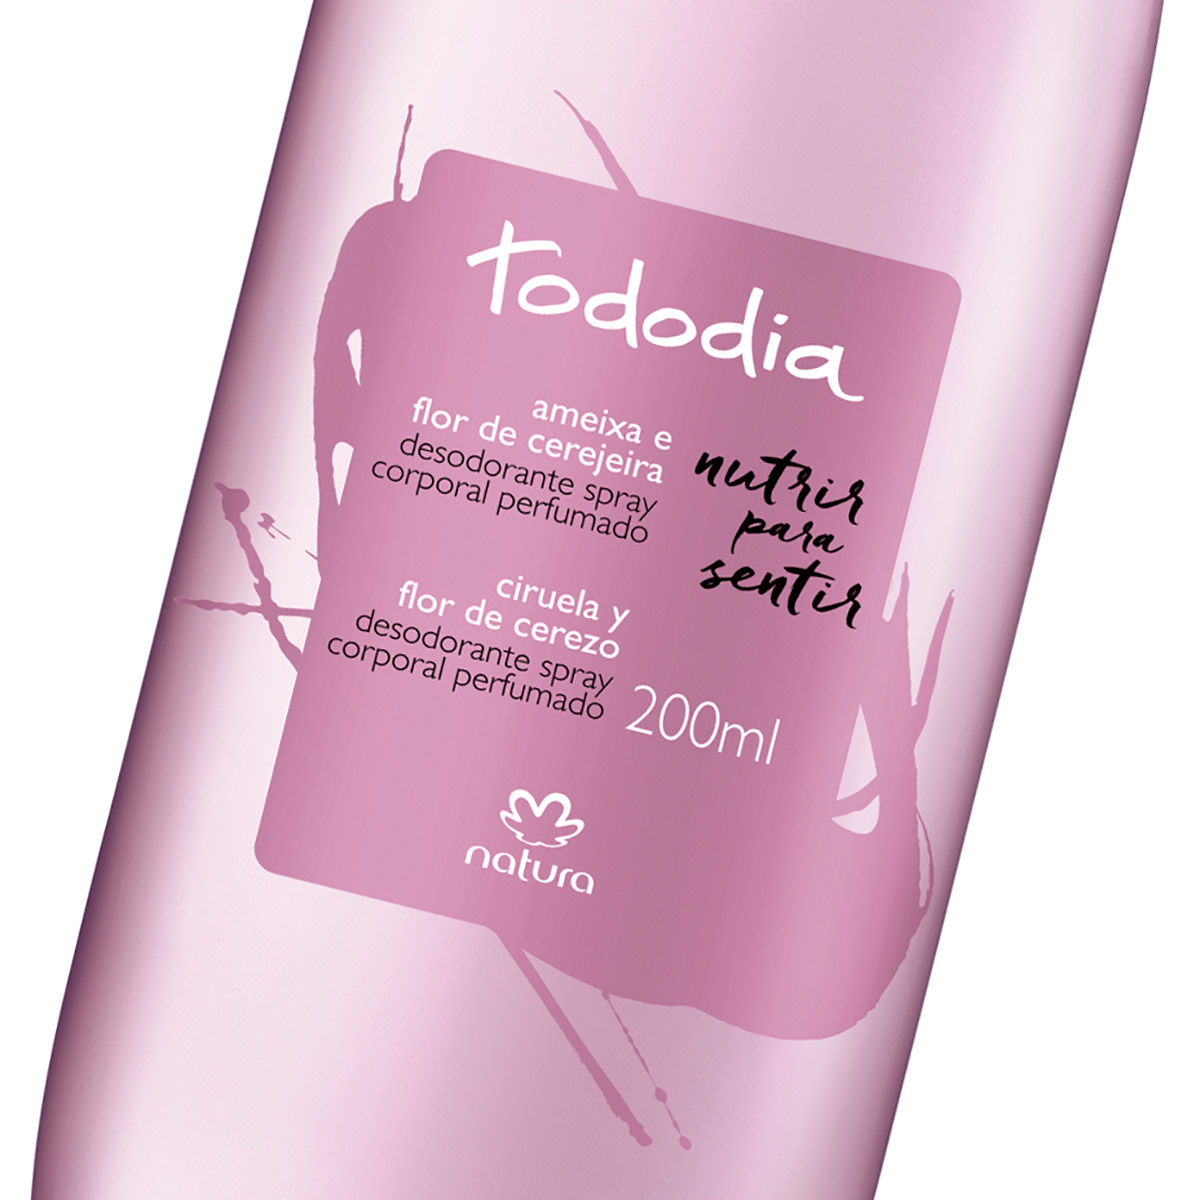 tododia
ameixa e
flor de cerejeira
desodorante spray
corporal perfumado
nutrir
para
sentir
ciruela y
flor de cerezo
desodorante spray
corporal perfumado
200ml
natura